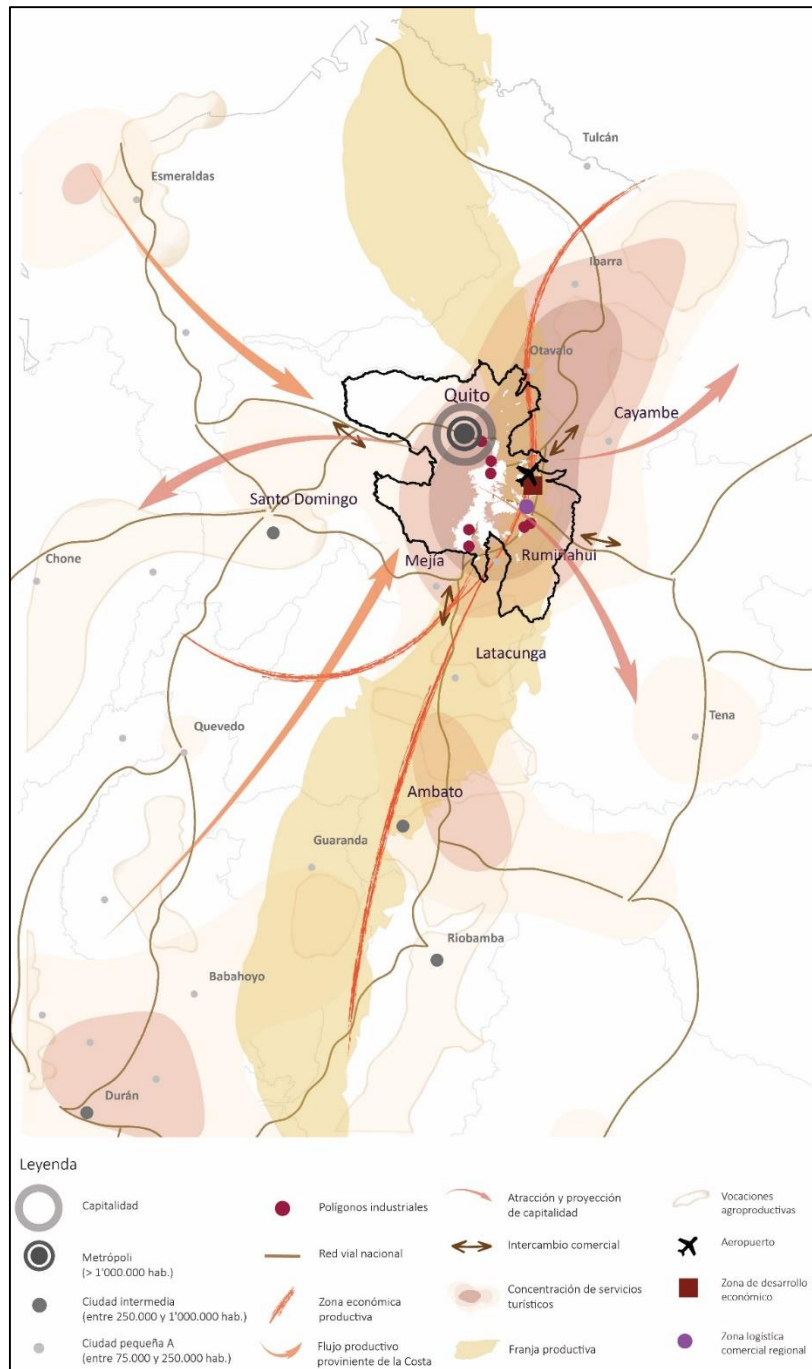 Tulcán
Esmeraldas
Ibarra
Otavalo
Quito
Cayambe
Santo Domingo
Chone
Mejía
Rumiñahui
Latacunga
Tena
Quevedo
Ambato
Guaranda
Riobamba
Babahoyo
Durán
Leyenda
Capitalidad
Metrópoli
(> 1'000.000 hab.)
Ciudad intermedia
(entre 250.000 y 1'000.000 hab.)
Ciudad pequeña A
(entre 75.000 y 250.000 hab.)
Polígonos industriales
Red vial nacional
Zona económica
productiva
Flujo productivo
proviniente de la Costa
Atracción y proyección
de capitalidad
Intercambio comercial
Concentración de servicios
turísticos
Franja productiva
Vocaciones
agroproductivas
Aeropuerto
Zona de desarrollo
económico
Zona logística
comercial regional